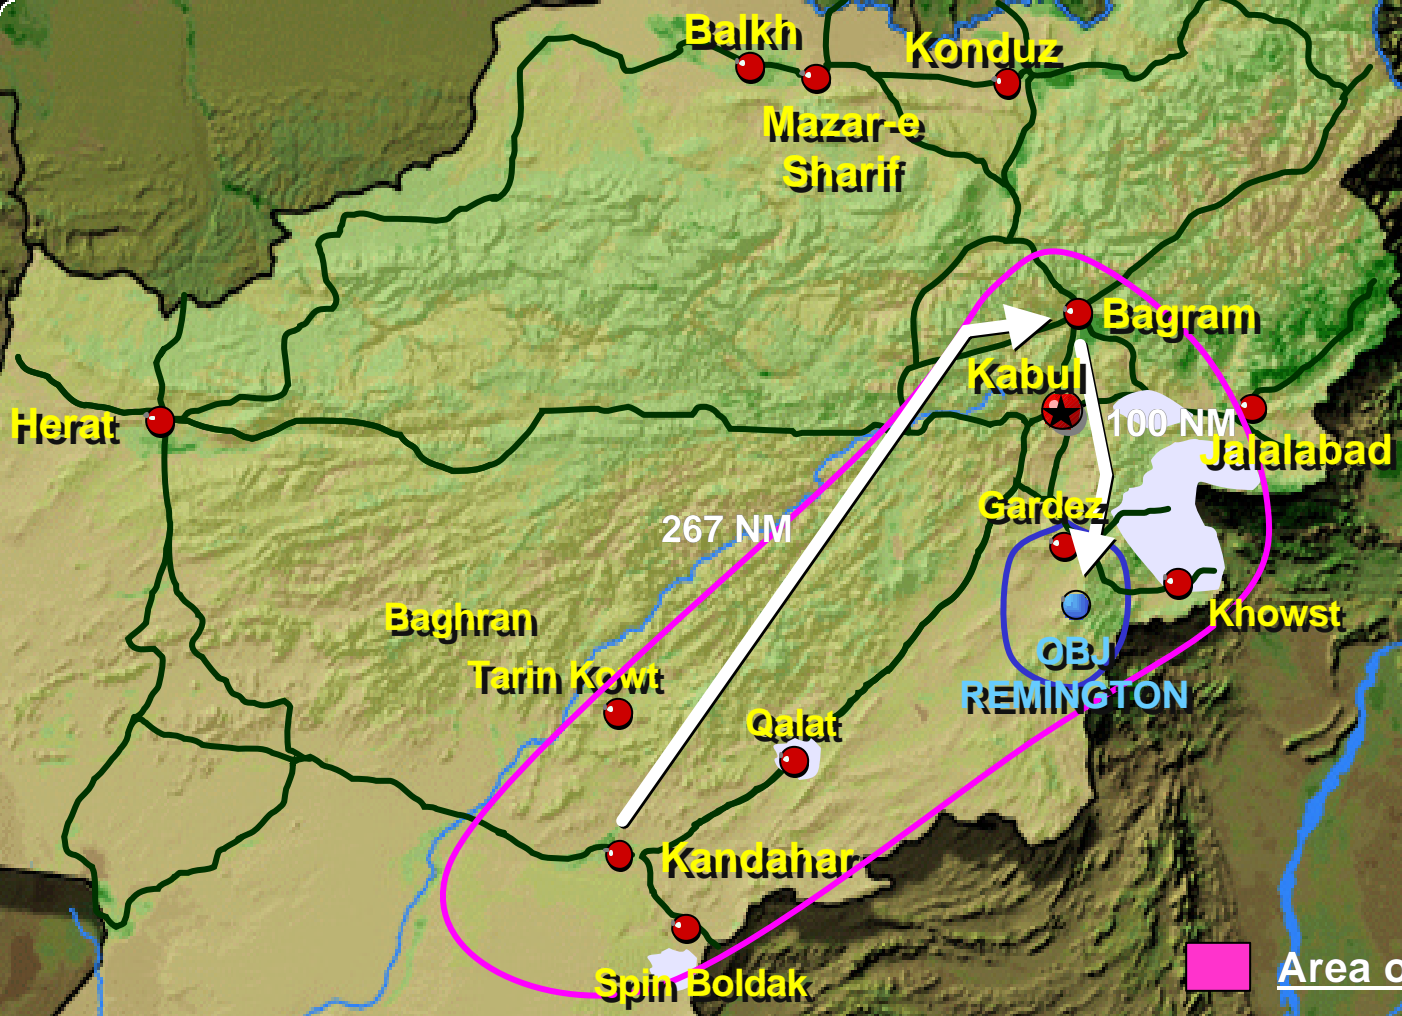 Balkh
Konduz
Mazar-e
Sharif
Bagram
Kabul
Herat
100 NM
Jalalabad
Gardez
267 NM
Khowst
Baghran
OBJ
REMINGTON
Tarin Kowt
Qalat
Kandahar
Spin Boldak
Area